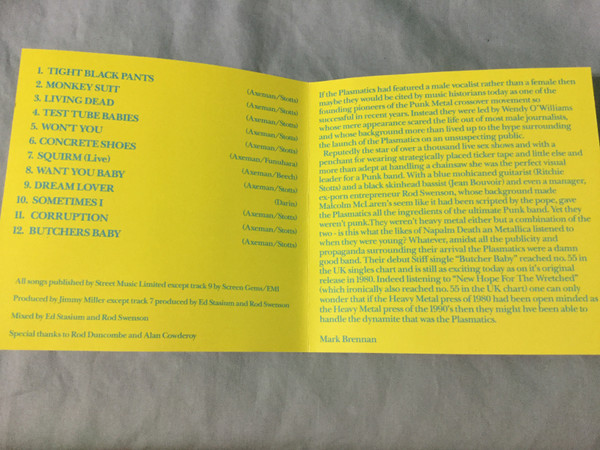 1. TIGHT BLACK PANTS (Axeman/Stotts)
2. MONKEY SUIT (Axeman/Stotts)
3. LIVING DEAD (Axeman/Stotts)
4. TEST TUBE BABIES (Axeman/Stotts)
5. WON'T YOU (Axeman/Stotts)
6. CONCRETE SHOES (Axeman/Funahara)
7. SQUIRM (Live) (Axeman/Beech)
8. WANT YOU BABY (Axeman/Stotts)
9. DREAM LOVER (Darin)
10. SOMETIMES I (Axeman/Stotts)
11. CORRUPTION (Axeman/Stotts)
12. BUTCHERS BABY (Axeman/Stotts)
All songs published by Street Music Limited except track 9 by Screen Gems/EMI
Produced by Jimmy Miller except track 7 produced by Ed Stasium and Rod Swenson
Mixed by Ed Stasium and Rod Swenson
Special thanks to Rod Duncombe and Alan Cowderoy
If the Plasmatics had featured a male vocalist rather than a female then
maybe they would be cited by music historians today as one of the
founding pioneers of the Punk Metal crossover movement so
successful in recent years. Instead they were led by Wendy O'Williams
whose mere appearance scared the life out of most male journalists,
and whose background more than lived up to the hype surrounding
the launch of the Plasmatics on an unsuspecting public.
Reputedly the star of over a thousand live sex shows and with a
penchant for wearing strategically placed ticker tape and little else and
more than adept at handling a chainsaw she was the perfect visual
leader for a Punk band. With a blue mohicaned guitarist (Ritchie
Stotts) and a black skinhead bassist (Jean Bouvoir) and even a manager,
ex-porn entrepreneur Rod Swenson, whose background made
Malcolm McLaren's seem like it had been scripted by the pope, gave
the Plasmatics all the ingredients of the ultimate Punk band. Yet they
weren't punk.They weren't heavy metal either but a combination of the
two - is this what the likes of Napalm Death an Metallica listened to
when they were young? Whatever, amidst all the publicity and
propaganda surrounding their arrival the Plasmatics were a damn
good band. Their debut Stiff single "Butcher Baby" reached no. 55 in
the UK singles chart and is still as exciting today as on it's original
release in 1980. Indeed listening to "New Hope For The Wretched"
(which ironically also reached no. 55 in the UK chart) one can only
wonder that if the Heavy Metal press of 1980 had been open minded as
the Heavy Metal press of the 1990's then they might hve been able to
handle the dynamite that was the Plasmatics.
Mark Brennan